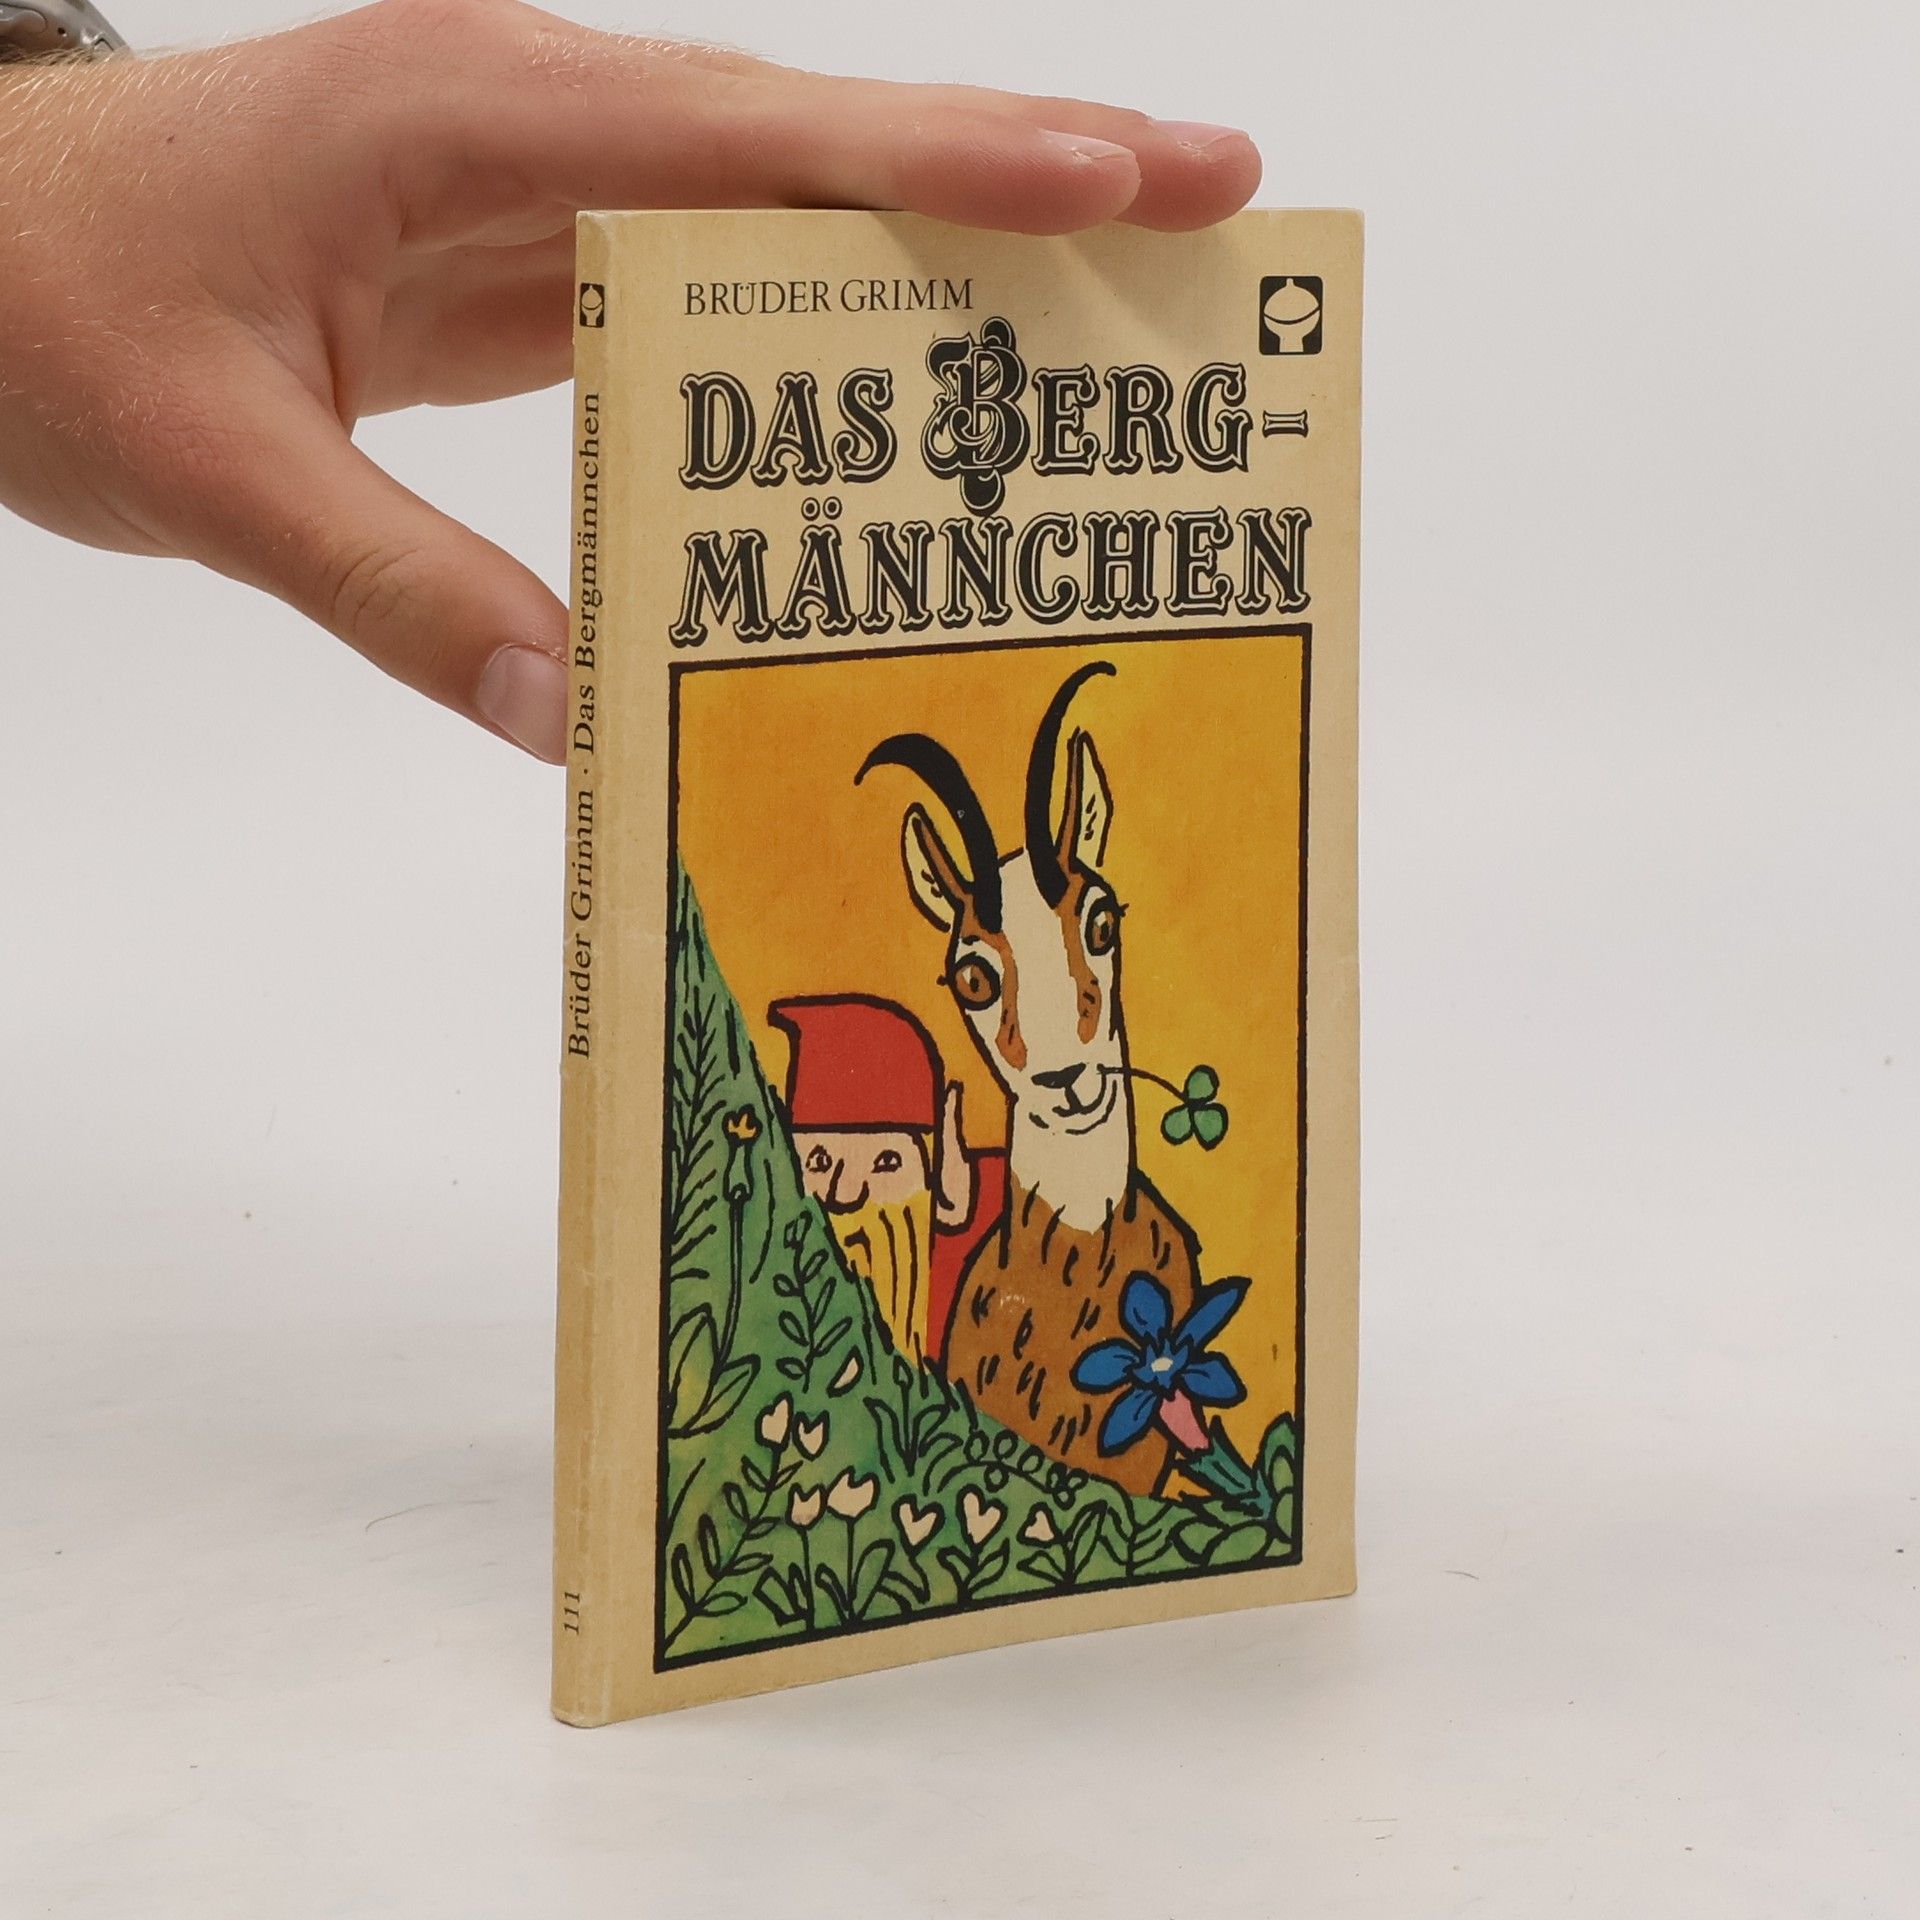 BRÜDER GRIMM
DAS BERG-
MÄNNCHEN
Brüder Grimm · Das Bergmännchen
111